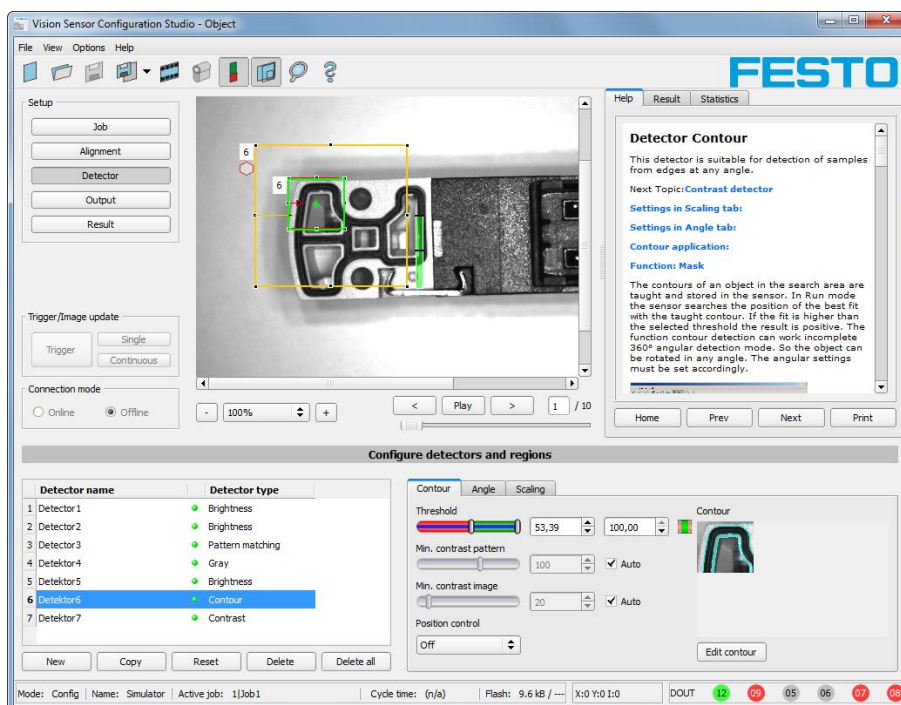 Vision Sensor Configuration Studio - Object
File View Options Help
FESTO
Setup
Job
Alignment
Detector
Output
Result
Trigger/Image update
Trigger
Single
Continuous
Connection mode
Online Offline
6
6
- 100% +
< Play > 1 / 10
Help Result Statistics
Detector Contour
This detector is suitable for detection of samples
from edges at any angle.
Next Topic:Contrast detector
Settings in Scaling tab:
Settings in Angle tab:
Contour application:
Function: Mask
The contours of an object in the search area are
taught and stored in the sensor. In Run mode
the sensor searches the position of the best fit
with the taught contour. If the fit is higher than
the selected threshold the result is positive. The
function contour detection can work incomplete
360° angular detection mode. So the object can
be rotated in any angle. The angular settings
must be set accordingly.
Home Prev Next Print
Configure detectors and regions
Detector name Detector type
1 Detector1 Brightness
2 Detector2 Brightness
3 Detector3 Pattern matching
4 Detektor4 Gray
5 Detektor5 Brightness
6 Detektor6 Contour
7 Detektor7 Contrast
New Copy Reset Delete Delete all
Contour Angle Scaling
Threshold
53,39 100,00
Min. contrast pattern
100 Auto
Min. contrast image
20 Auto
Position control
Off
Contour
Edit contour
Mode: Config Name: Simulator Active job: 1|Job1 Cycle time: (n/a) Flash: 9.6 kB / --- X:0 Y:0 I:0 DOUT 12 09 05 06 07 08